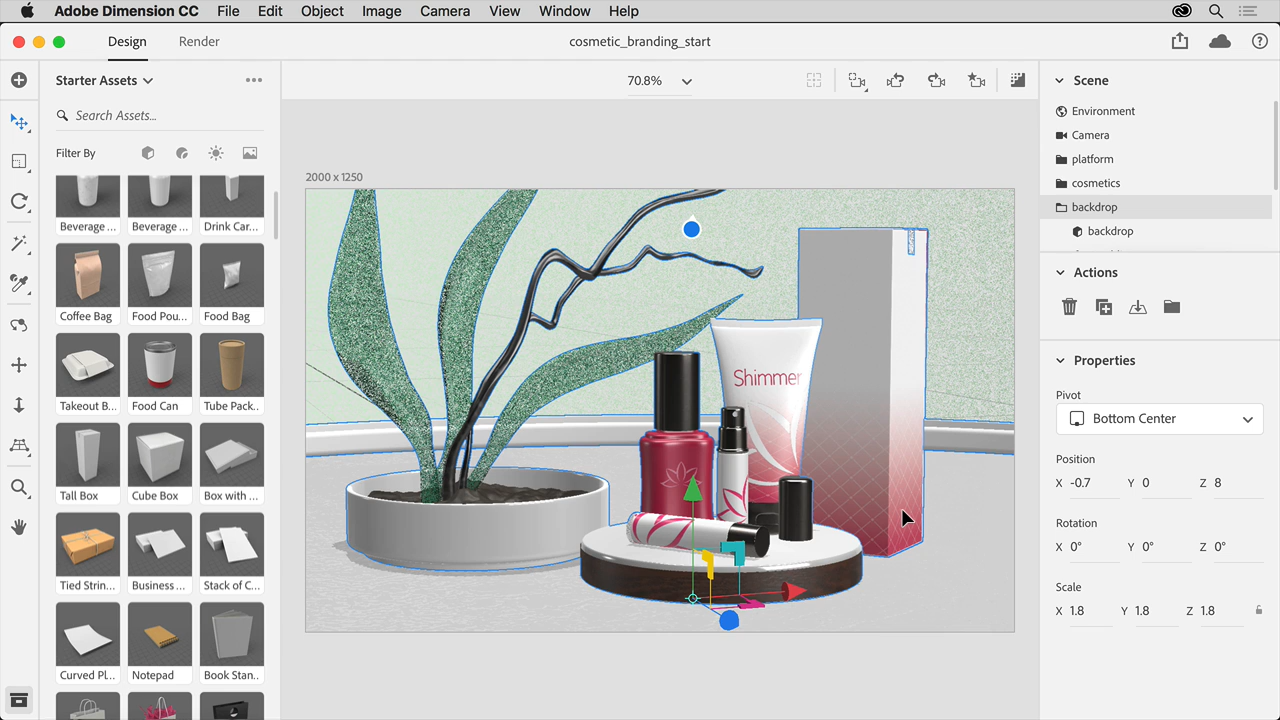 Adobe Dimension CC File Edit Object Image Camera View Window Help
Design Render cosmetic_branding_start
Starter Assets
Search Assets...
Filter By
Beverage ... Beverage ... Drink Car...
Coffee Bag Food Pou... Food Bag
Takeout B... Food Can Tube Pack..
Tall Box Cube Box Box with ...
Tied Strin... Business ... Stack of C...
Curved Pl... Notepad Book Stan..
70.8%
2000 x 1250
Shimmer
Scene
Environment
Camera
platform
cosmetics
backdrop
backdrop
Actions
Properties
Pivot
Bottom Center
Position
X -0.7 Y 0 Z 8
Rotation
X 0° Y 0° Z 0°
Scale
X 1.8 Y 1.8 Z 1.8